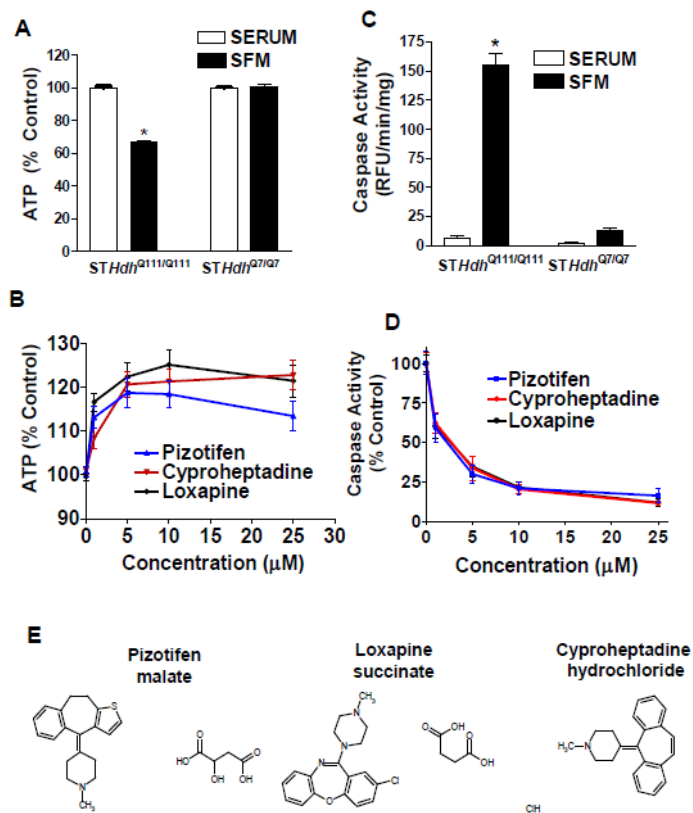 A
SERUM
SFM
ATP (% Control)
120
100
80
60
40
20
0
*
STHdhQ111/Q111
STHdhQ7/Q7
C
SERUM
SFM
Caspase Activity
(RFU/min/mg)
175
150
125
100
75
50
25
0
*
STHdhQ111/Q111
STHdhQ7/Q7
B
ATP (% Control)
130
120
110
100
90
Pizotifen
Cyproheptadine
Loxapine
0 5 10 15 20 25 30
Concentration (μM)
D
Caspase Activity
(% Control)
100
75
50
25
0
Pizotifen
Cyproheptadine
Loxapine
0 5 10 15 20 25
Concentration (μM)
E
Pizotifen
malate
Loxapine
succinate
Cyproheptadine
hydrochloride
S
N
CH3
O
HO
OH
O
OH
CH3
N
N
N
O
Cl
O
OH
O
OH
H3C
N
ClH